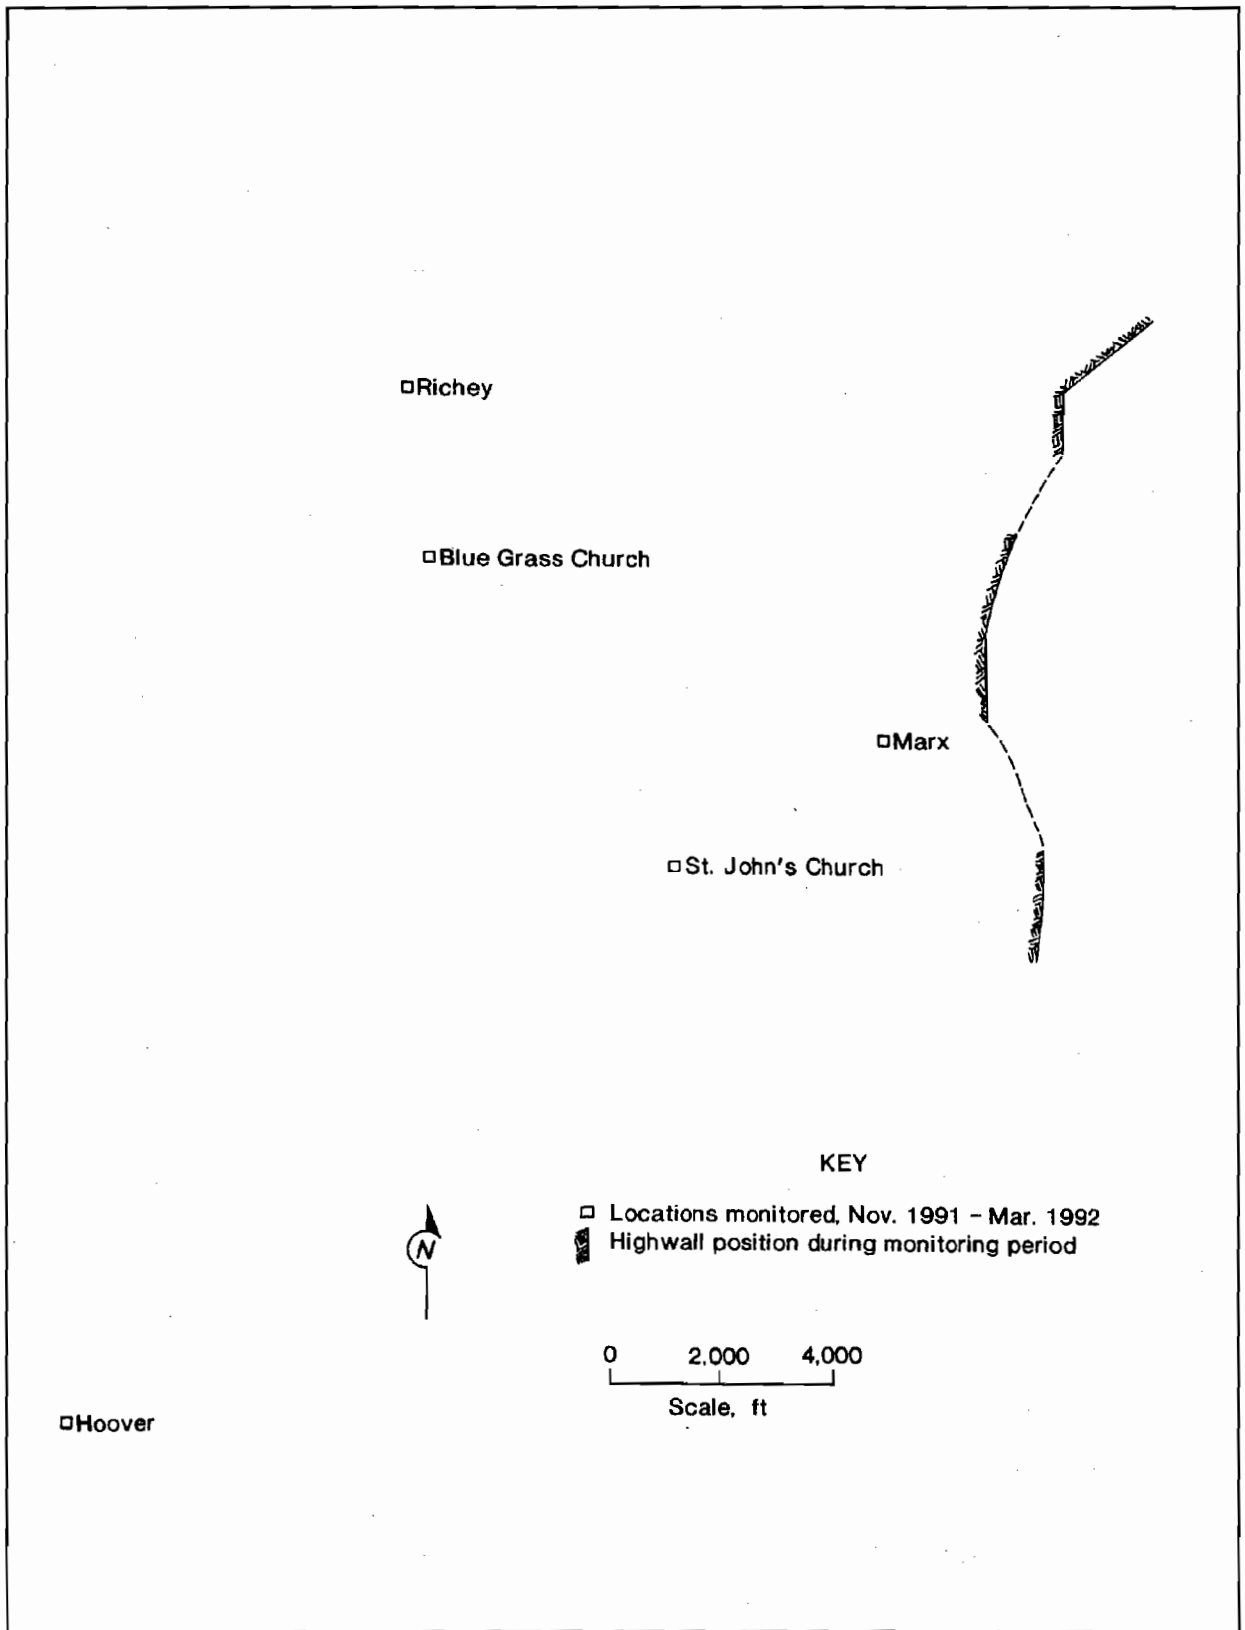 Richey
Blue Grass Church
Marx
St. John's Church
KEY
Locations monitored, Nov. 1991 - Mar. 1992
Highwall position during monitoring period
N
0 2,000 4,000
Scale, ft
Hoover